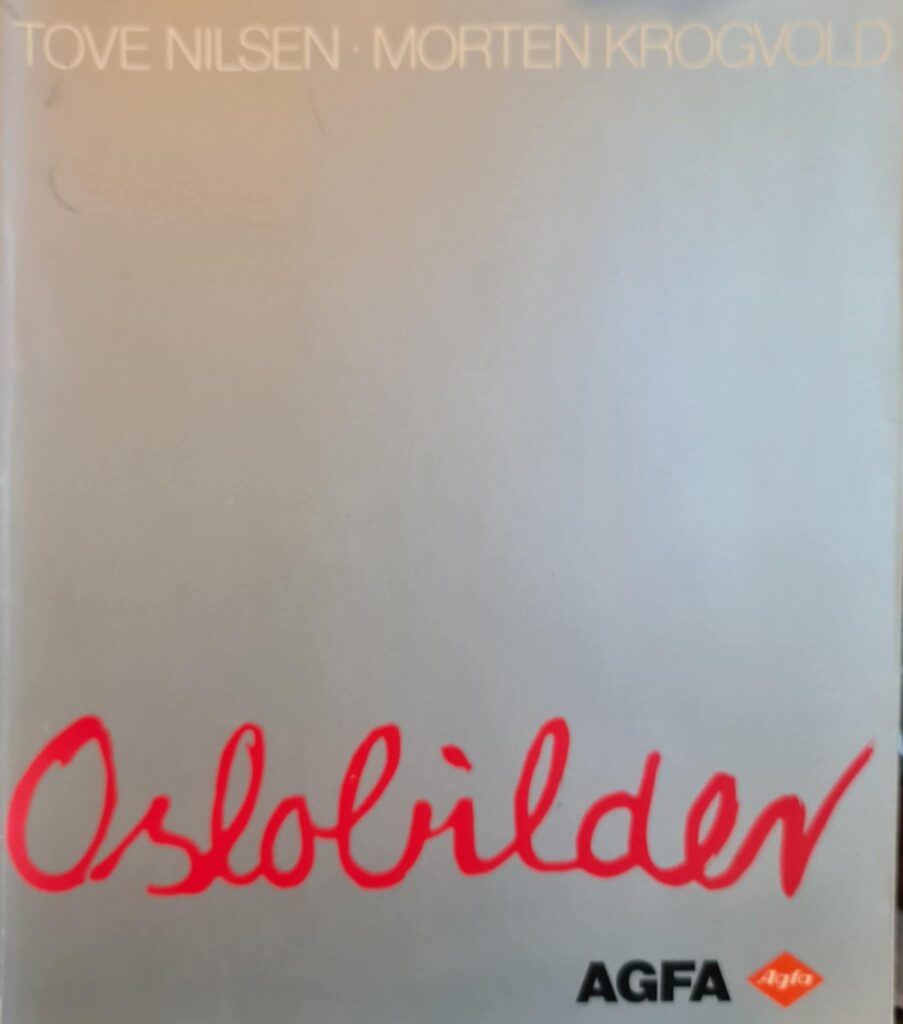 TOVE NILSEN · MORTEN KROGVOLD
Oslobilder
AGFA Agfa